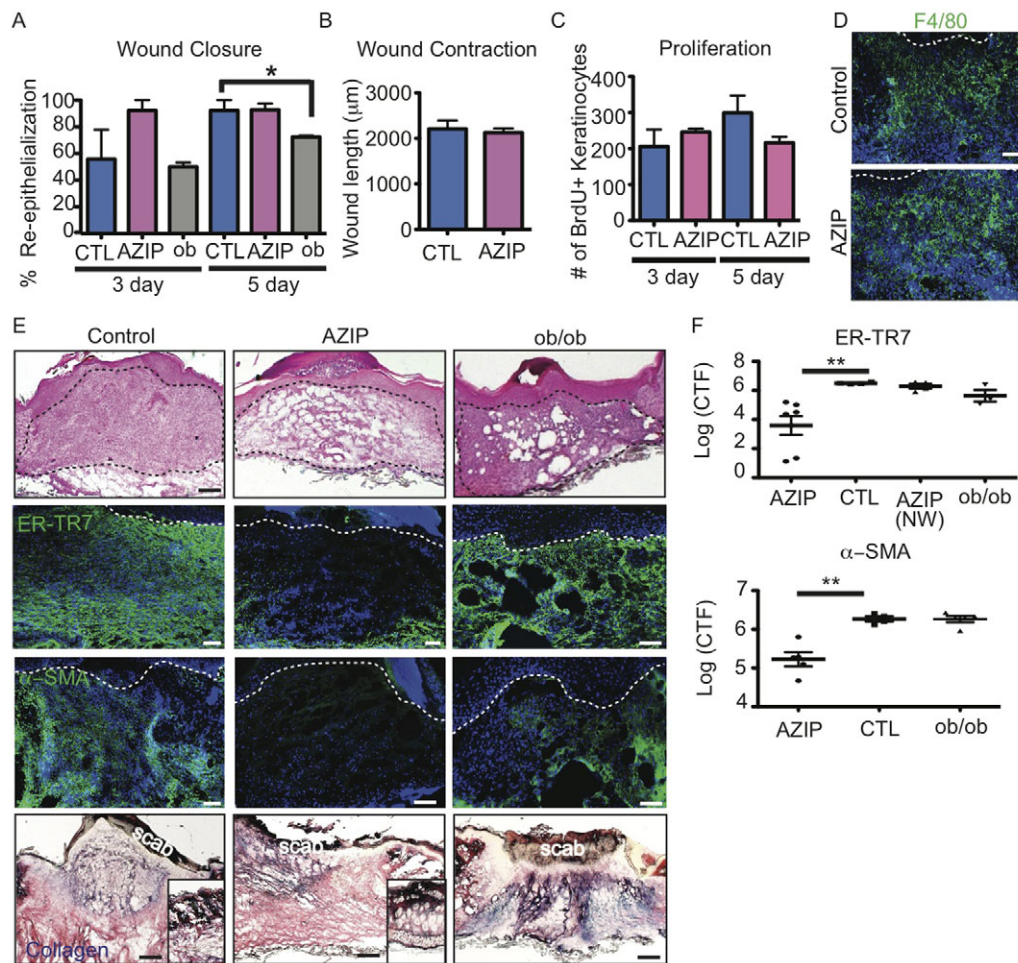 A
Wound Closure
% Re-epithelialization
100
80
60
40
20
0
*
CTL AZIP ob CTL AZIP ob
3 day 5 day
B
Wound Contraction
Wound length (μm)
3000
2000
1000
0
CTL AZIP
C
Proliferation
# of BrdU+ Keratinocytes
400
300
200
100
0
CTL AZIP CTL AZIP
3 day 5 day
D
F4/80
Control
AZIP
E
Control AZIP ob/ob
ER-TR7
α-SMA
scab scab scab
Collagen
F
ER-TR7
Log (CTF)
8
6
4
2
0
**
AZIP CTL AZIP ob/ob
(NW)
α-SMA
Log (CTF)
7
6
5
4
**
AZIP CTL ob/ob